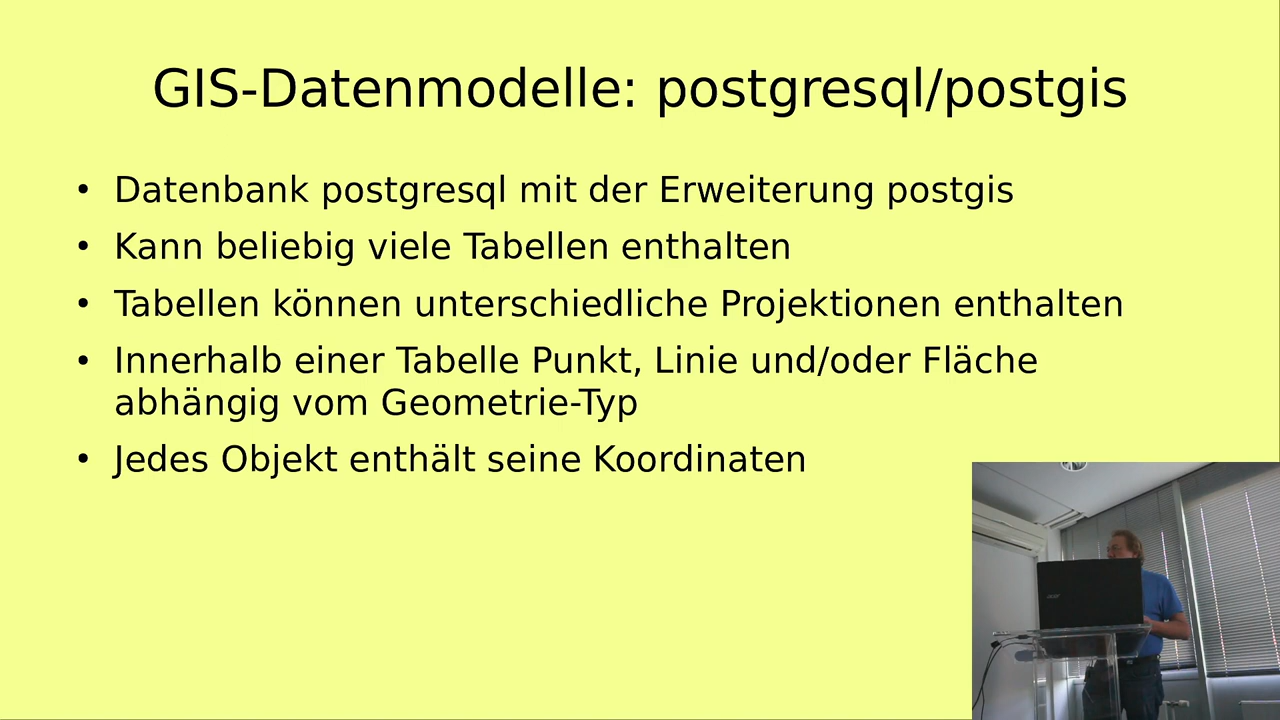 GIS-Datenmodelle: postgresql/postgis
• Datenbank postgresql mit der Erweiterung postgis
• Kann beliebig viele Tabellen enthalten
• Tabellen können unterschiedliche Projektionen enthalten
• Innerhalb einer Tabelle Punkt, Linie und/oder Fläche
abhängig vom Geometrie-Typ
• Jedes Objekt enthält seine Koordinaten